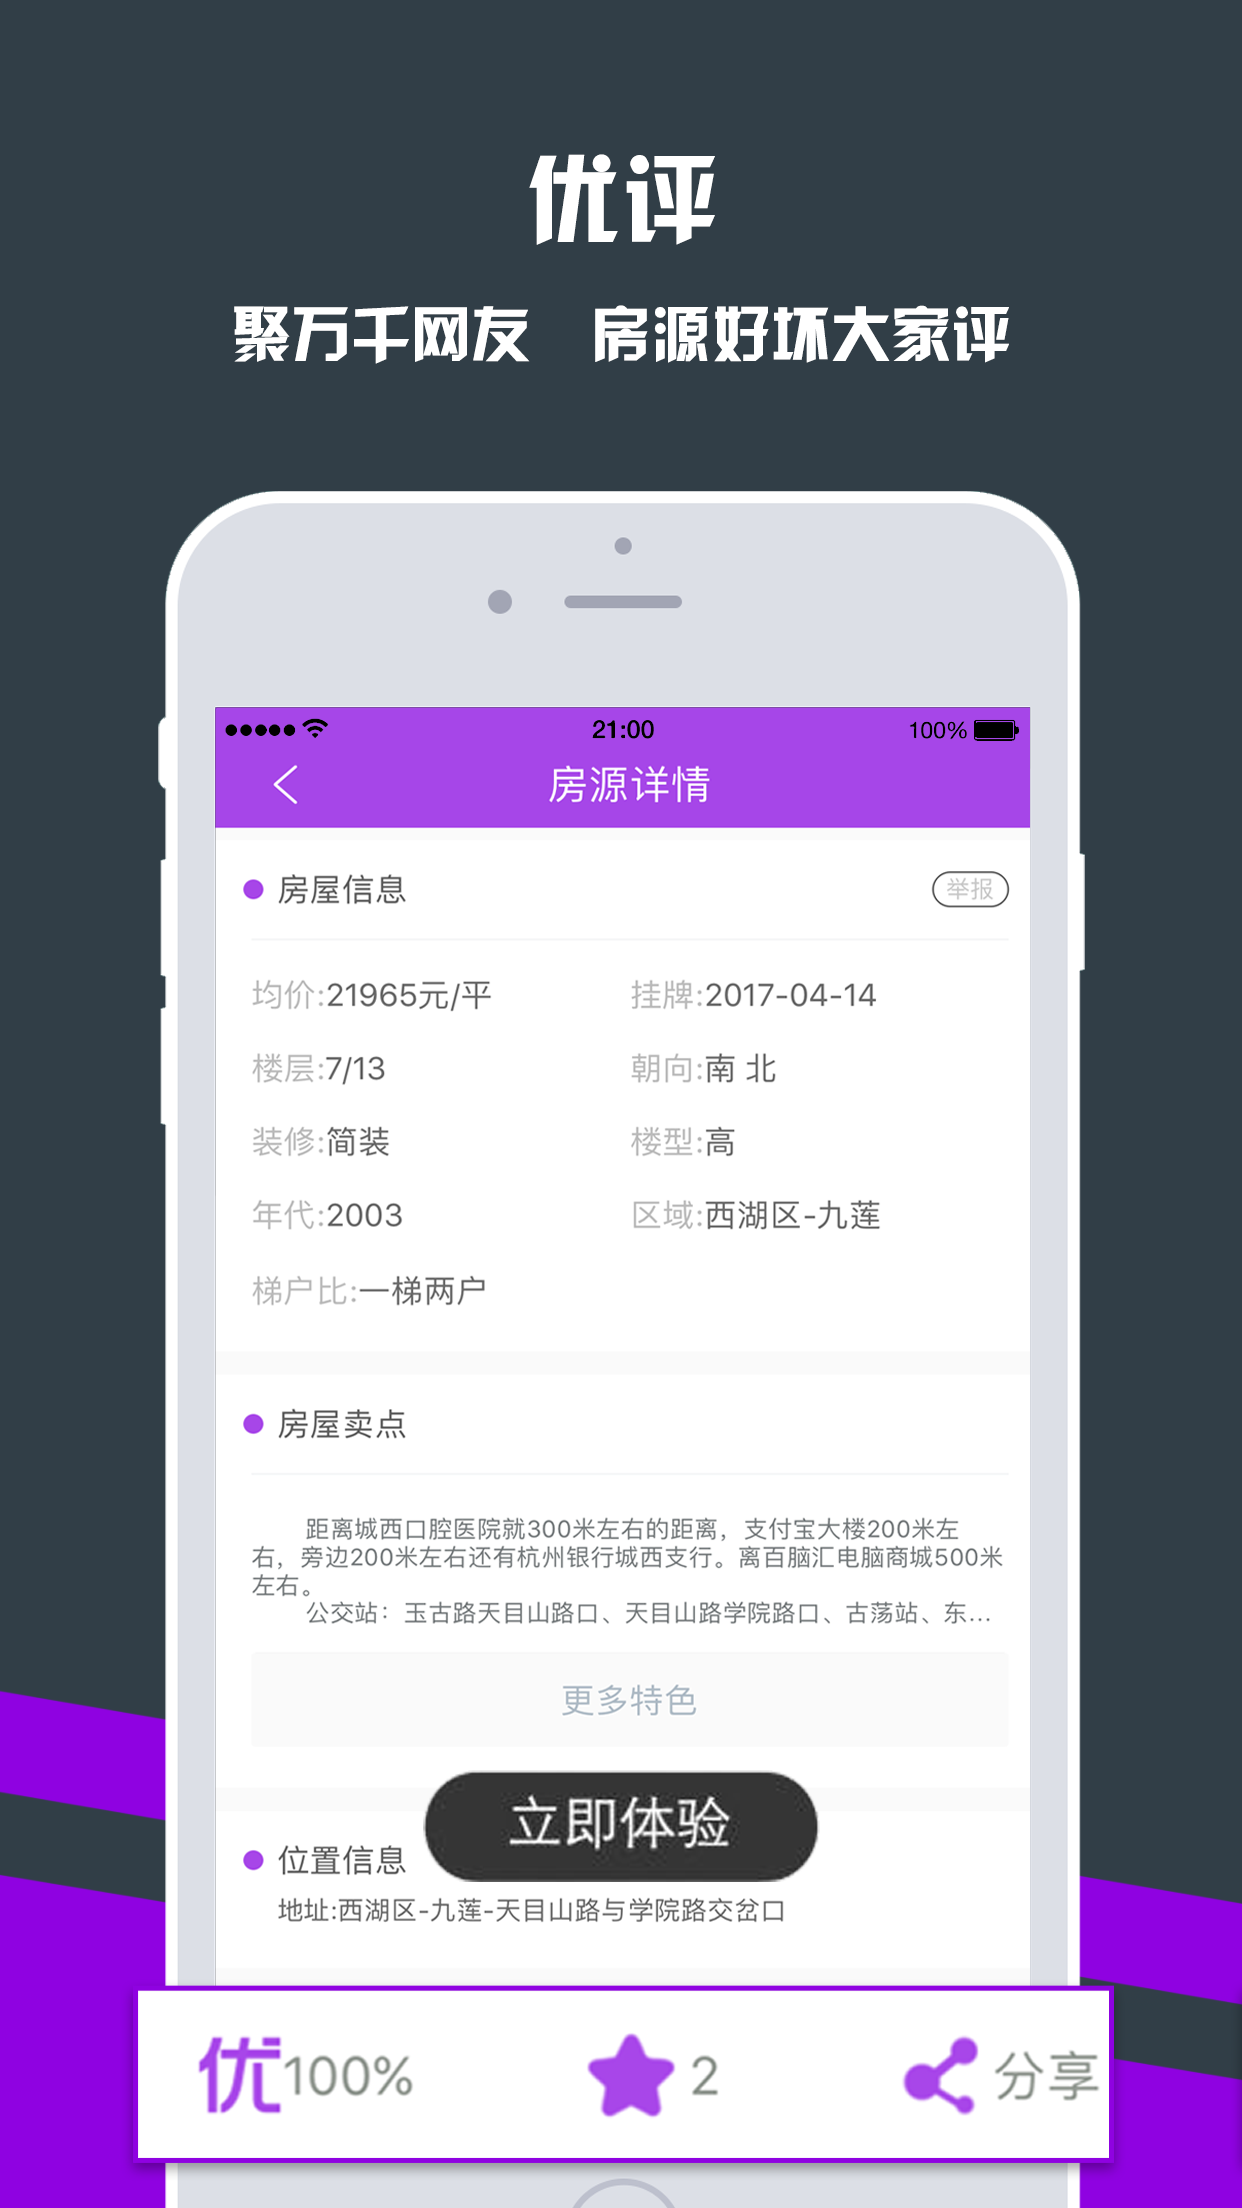 优评
聚万千网友 房源好坏大家评
21:00 100%
房源详情
房屋信息 举报
均价:21965元/平 挂牌:2017-04-14
楼层:7/13 朝向:南 北
装修:简装 楼型:高
年代:2003 区域:西湖区-九莲
梯户比:一梯两户
房屋卖点
距离城西口腔医院就300米左右的距离，支付宝大楼200米左
右，旁边200米左右还有杭州银行城西支行。离百脑汇电脑商城500米
左右。
公交站：玉古路天目山路口、天目山路学院路口、古荡站、东...
更多特色
立即体验
位置信息
地址:西湖区-九莲-天目山路与学院路交岔口
优100% 2 分享